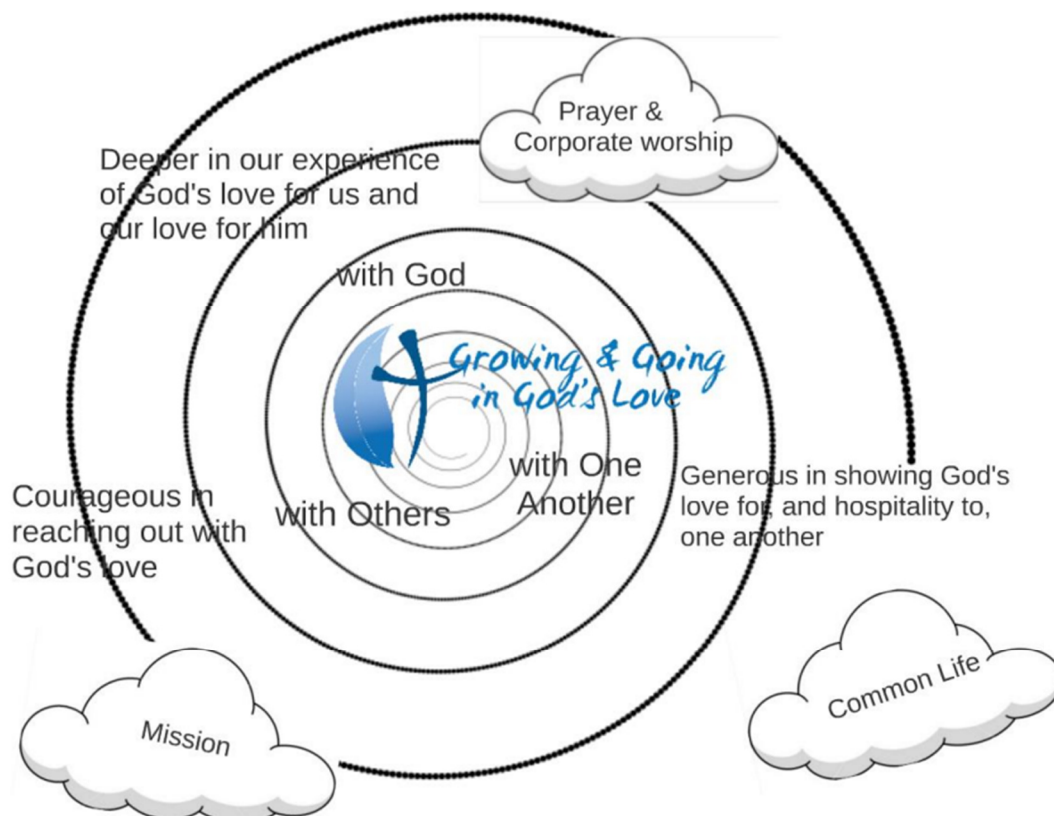 Prayer &
Corporate worship
Deeper in our experience
of God's love for us and
our love for him
with God
Growing & Going
in God's Love
with One
Another
with Others
Generous in showing God's
love for, and hospitality to,
one another
Courageous in
reaching out with
God's love
Common Life
Mission